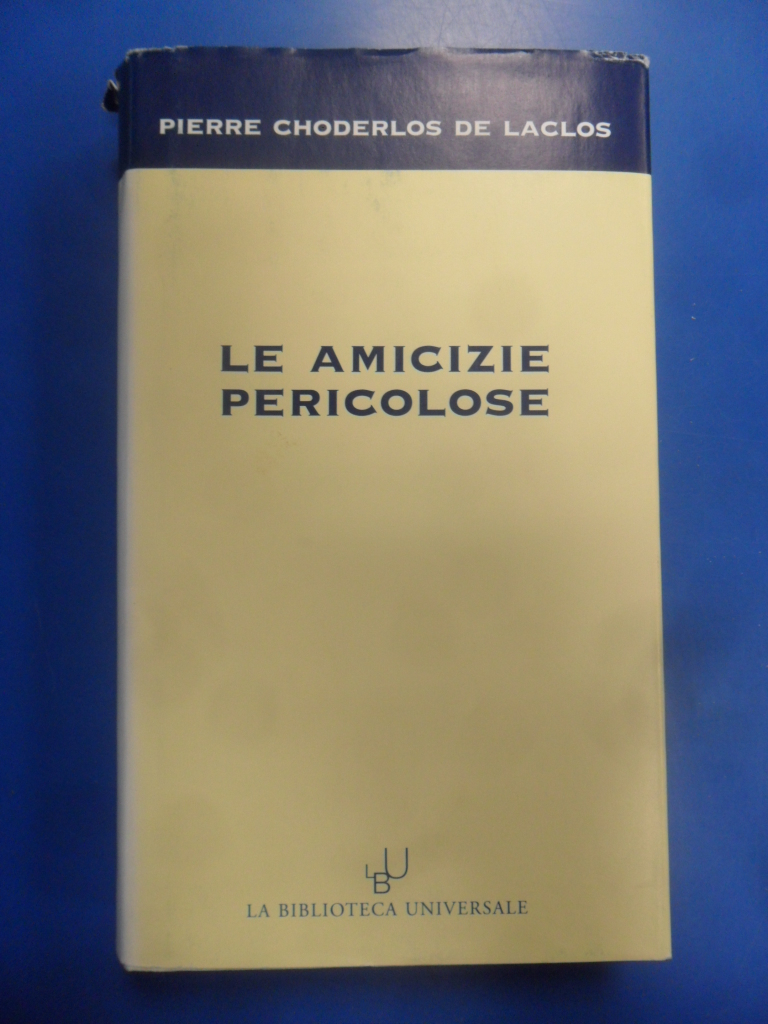 PIERRE CHODERLOS DE LACLOS
LE AMICIZIE
PERICOLOSE
LBU
LA BIBLIOTECA UNIVERSALE